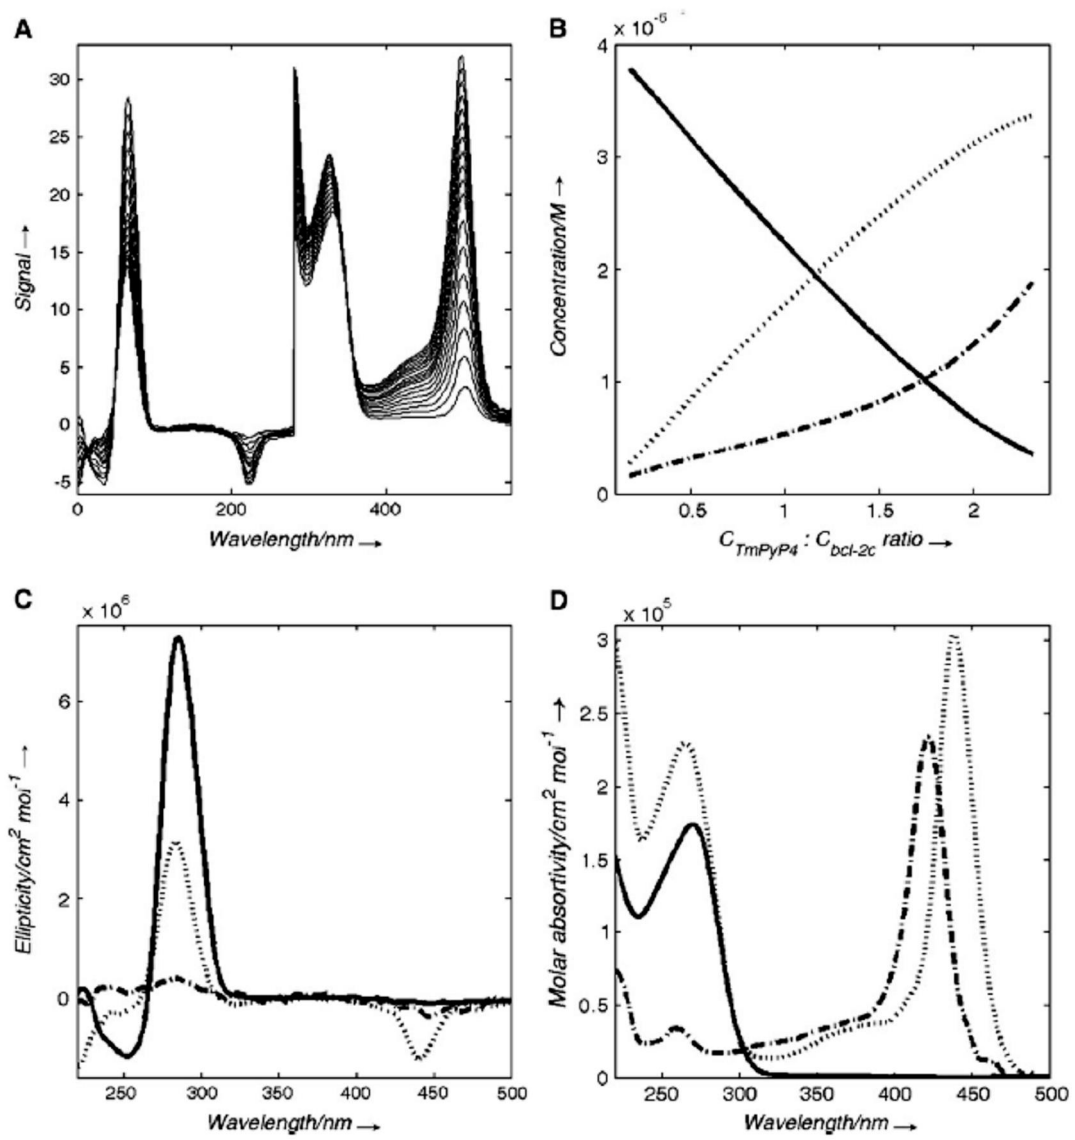 A
Signal →
30
25
20
15
10
5
0
-5
0
200
400
Wavelength/nm →
B
x 10⁻⁶
Concentration/M →
4
3
2
1
0
0.5
1
1.5
2
C_TmPyP4 : C_bcl-2c ratio →
C
x 10⁶
Ellipticity/cm² mol⁻¹ →
6
4
2
0
250
300
350
400
450
500
Wavelength/nm →
D
x 10⁵
Molar absortivity/cm² mol⁻¹ →
3
2.5
2
1.5
1
0.5
0
250
300
350
400
450
500
Wavelength/nm →